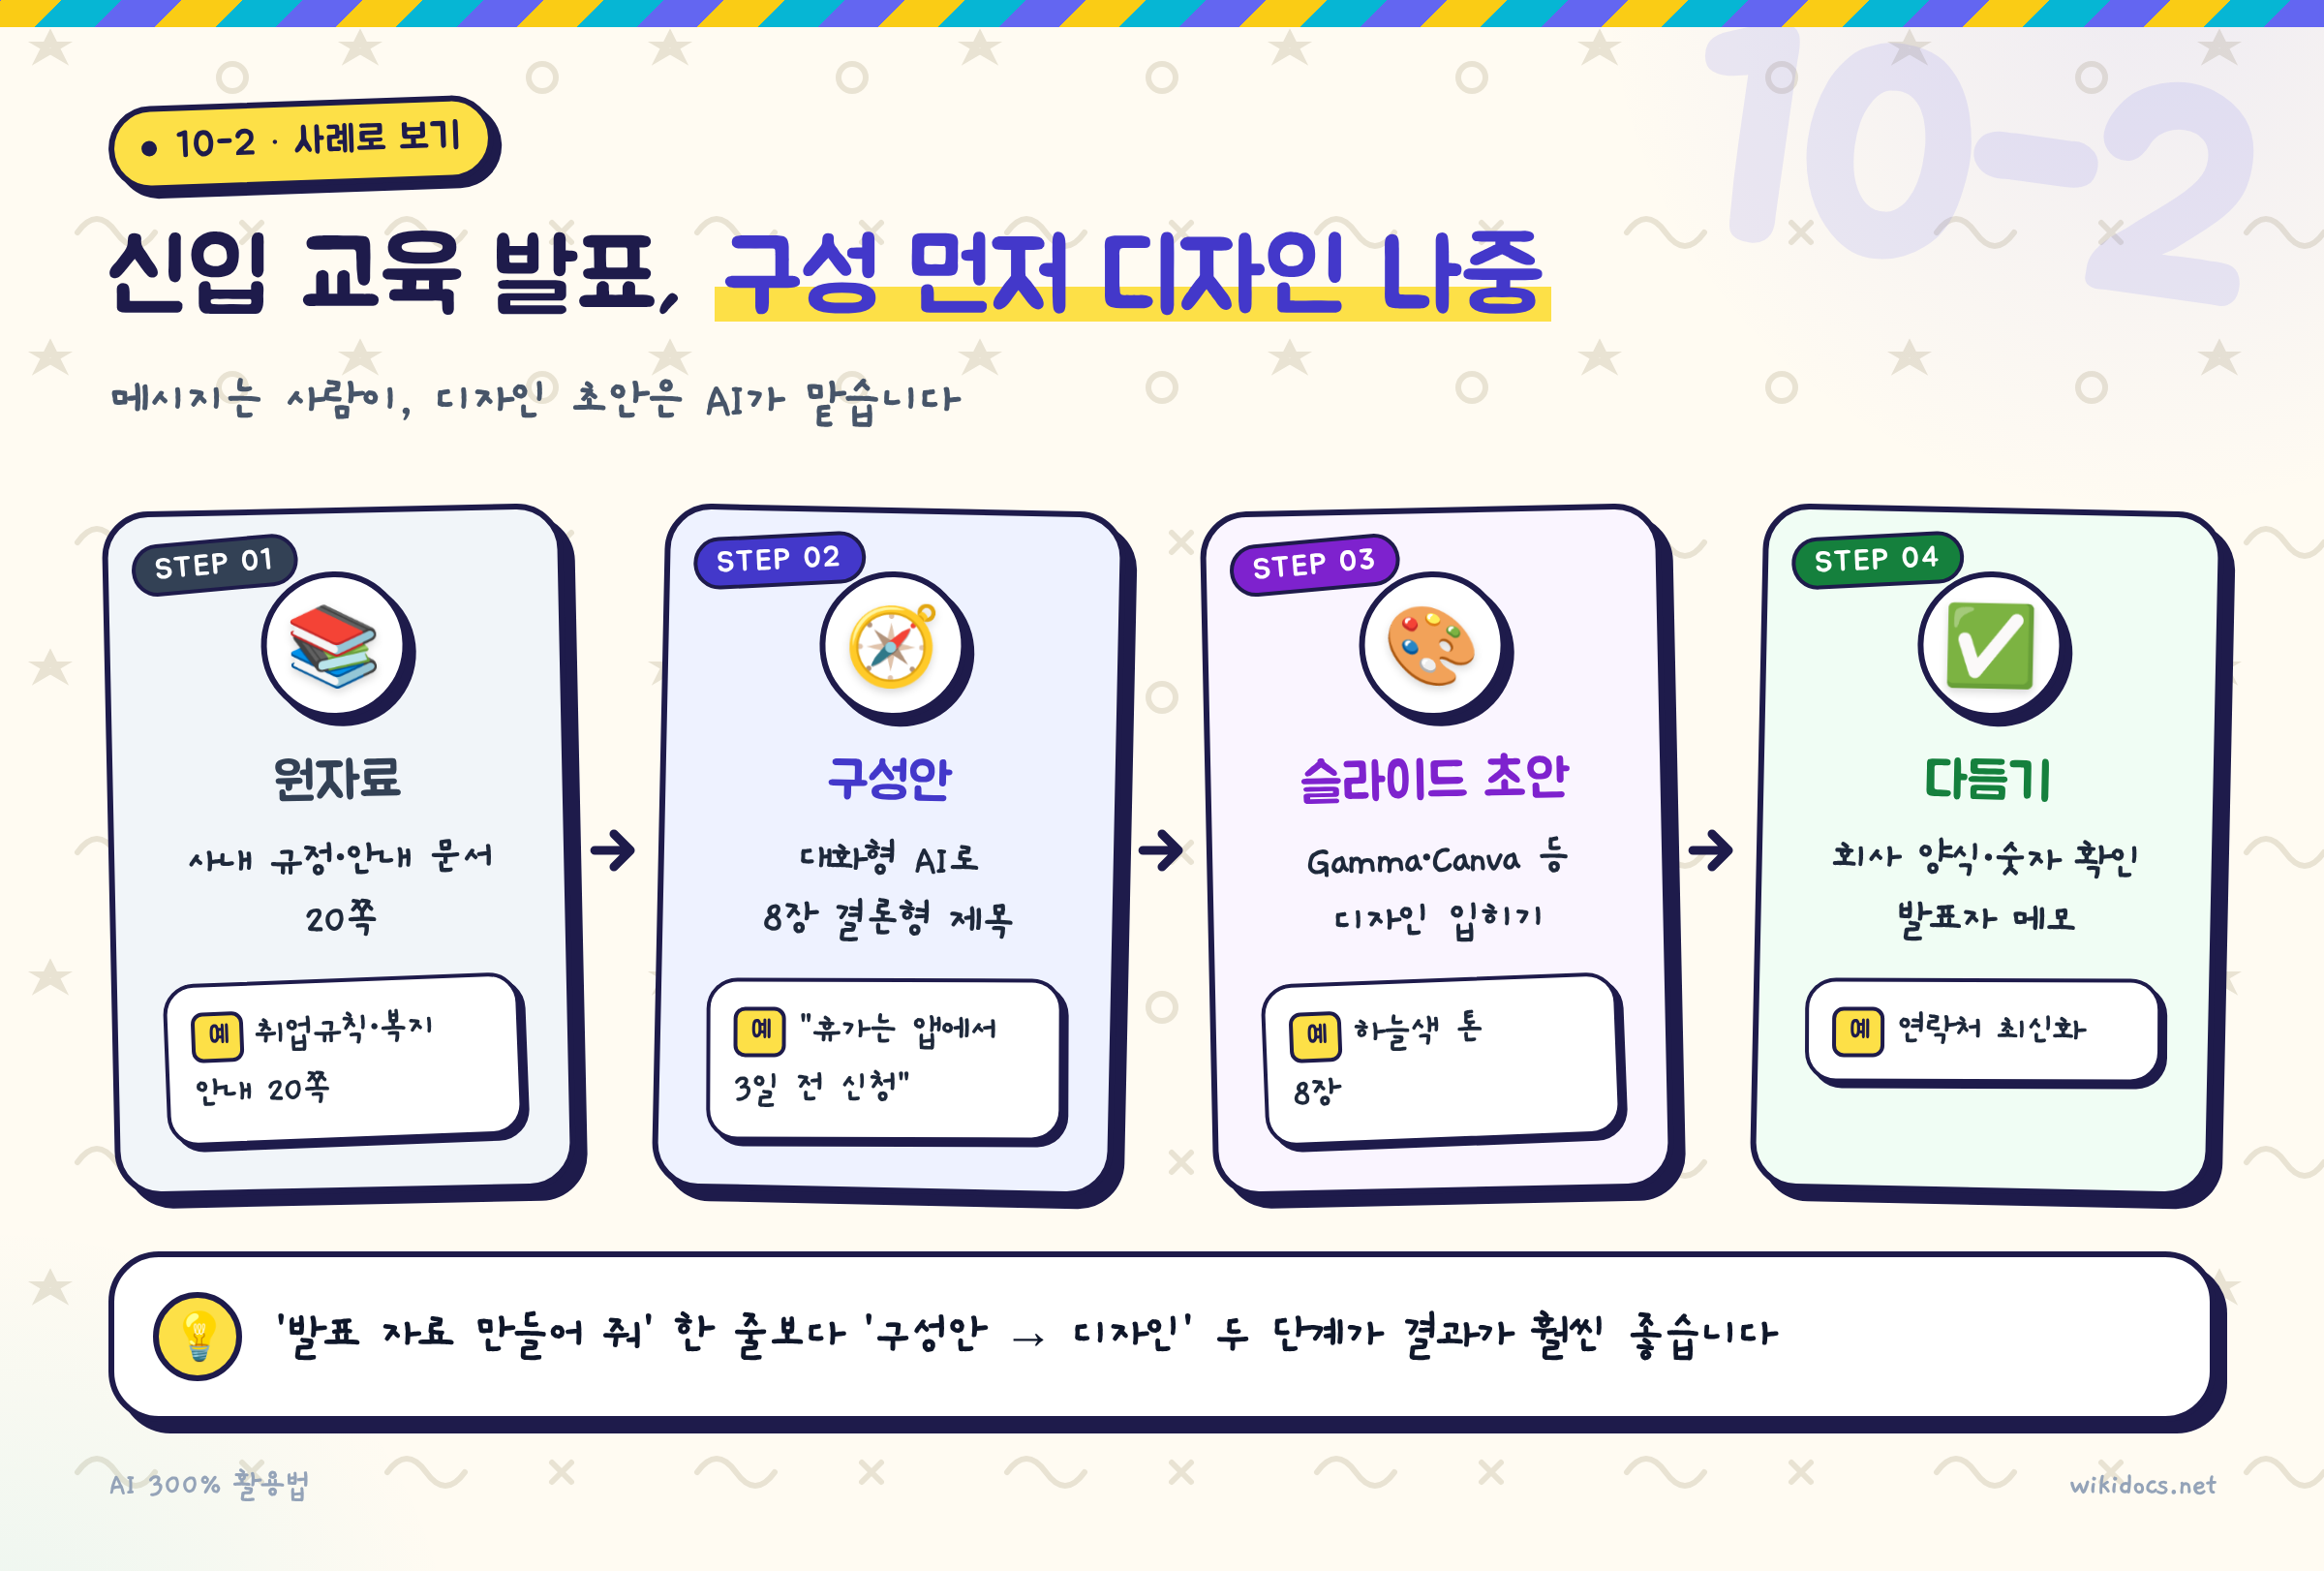 10-2
10-2 · 사례로 보기
신입 교육 발표, 구성 먼저 디자인 나중
메시지는 사람이, 디자인 초안은 AI가 맡습니다
STEP 01
원자료
사내 규정·안내 문서
20쪽
예 취업규칙·복지
안내 20쪽
STEP 02
구성안
대화형 AI로
8장 결론형 제목
예 "휴가는 앱에서
3일 전 신청"
STEP 03
슬라이드 초안
Gamma·Canva 등
디자인 입히기
예 하늘색 톤
8장
STEP 04
다듬기
회사 양식·숫자 확인
발표자 메모
예 연락처 최신화
'발표 자료 만들어 줘' 한 줄보다 '구성안 → 디자인' 두 단계가 결과가 훨씬 좋습니다
AI 300% 활용법
wikidocs.net